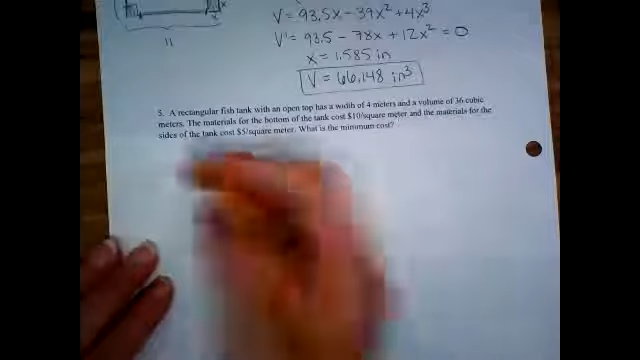 V = 93.5x - 39x² + 4x³
V' = 93.5 - 78x + 12x² = 0
x = 1.585 in
V = 66.148 in³
11
x
x
5. A rectangular fish tank with an open top has a width of 4 meters and a volume of 36 cubic
meters. The materials for the bottom of the tank cost $10/square meter and the materials for the
sides of the tank cost $5/square meter. What is the minimum cost?